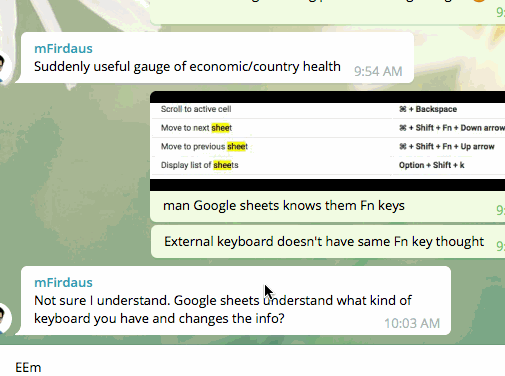 9:
mFirdaus
Suddenly useful gauge of economic/country health 9:54 AM
Scroll to active cell ⌘ + Backspace
Move to next sheet ⌘ + Shift + Fn + Down arrow
Move to previous sheet ⌘ + Shift + Fn + Up arrow
Display list of sheets Option + Shift + k
man Google sheets knows them Fn keys 9:
External keyboard doesn't have same Fn key thought 9:
mFirdaus
Not sure I understand. Google sheets understand what kind of
keyboard you have and changes the info? 10:03 AM
EEm